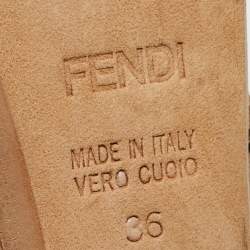 FENDI
MADE IN ITALY
VERO CUOIO
36